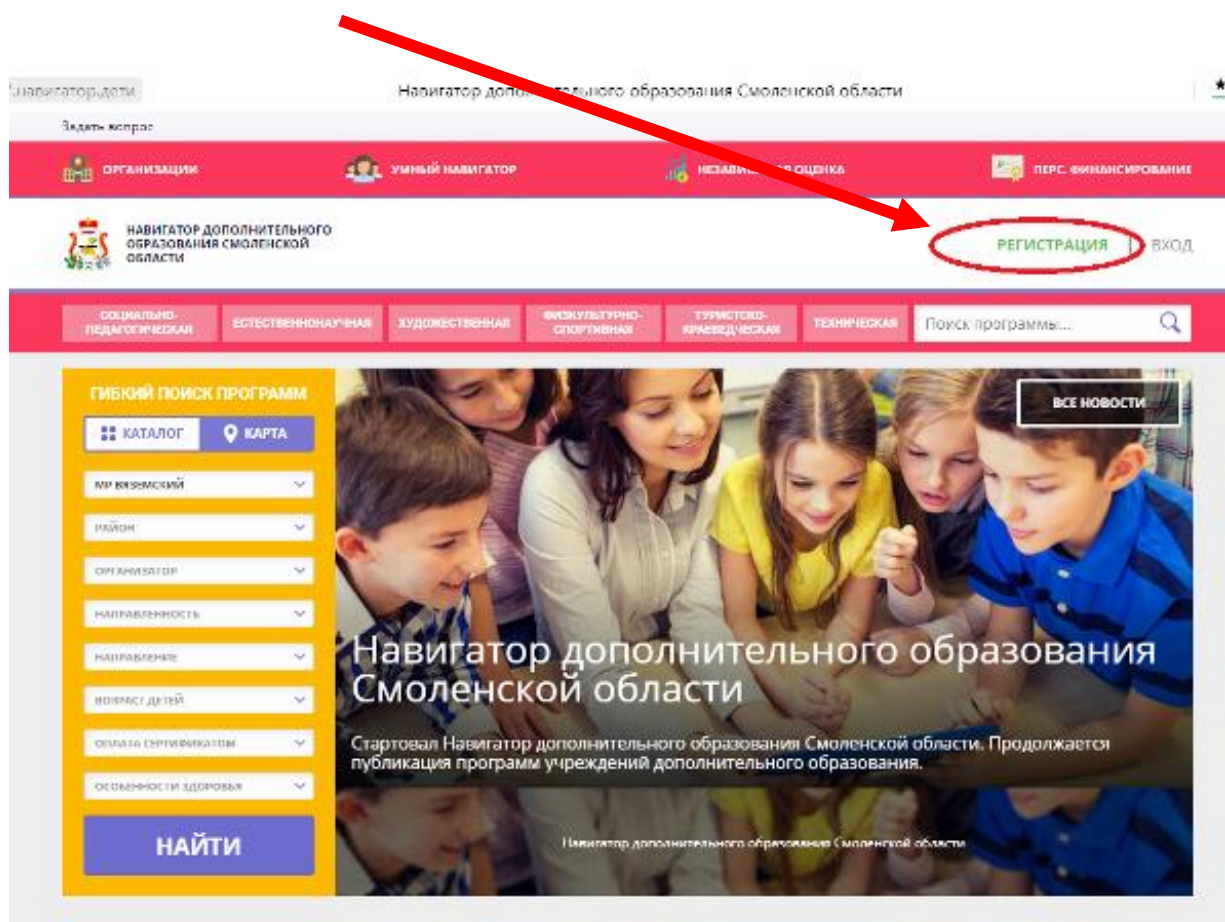 навигатор.дети
Навигатор дополнительного образования Смоленской области
Задать вопрос
ОРГАНИЗАЦИИ
УМНЫЙ НАВИГАТОР
НЕЗАВИСИМАЯ ОЦЕНКА
ПЕРС. ФИНАНСИРОВАНИЕ
НАВИГАТОР ДОПОЛНИТЕЛЬНОГО
ОБРАЗОВАНИЯ СМОЛЕНСКОЙ
ОБЛАСТИ
РЕГИСТРАЦИЯ
ВХОД
СОЦИАЛЬНО-
ПЕДАГОГИЧЕСКАЯ
ЕСТЕСТВЕННОНАУЧНАЯ
ХУДОЖЕСТВЕННАЯ
ФИЗКУЛЬТУРНО-
СПОРТИВНАЯ
ТУРИСТСКО-
КРАЕВЕДЧЕСКАЯ
ТЕХНИЧЕСКАЯ
Поиск программы...
ГИБКИЙ ПОИСК ПРОГРАММ
КАТАЛОГ
КАРТА
МР ВЯЗЕМСКИЙ
РАЙОН
ОРГАНИЗАТОР
НАПРАВЛЕННОСТЬ
НАПРАВЛЕНИЕ
ВОЗРАСТ ДЕТЕЙ
ОПЛАТА СЕРТИФИКАТОМ
ОСОБЕННОСТИ ЗДОРОВЬЯ
НАЙТИ
ВСЕ НОВОСТИ
Навигатор дополнительного образования
Смоленской области
Стартовал Навигатор дополнительного образования Смоленской области. Продолжается
публикация программ учреждений дополнительного образования.
Навигатор дополнительного образования Смоленской области